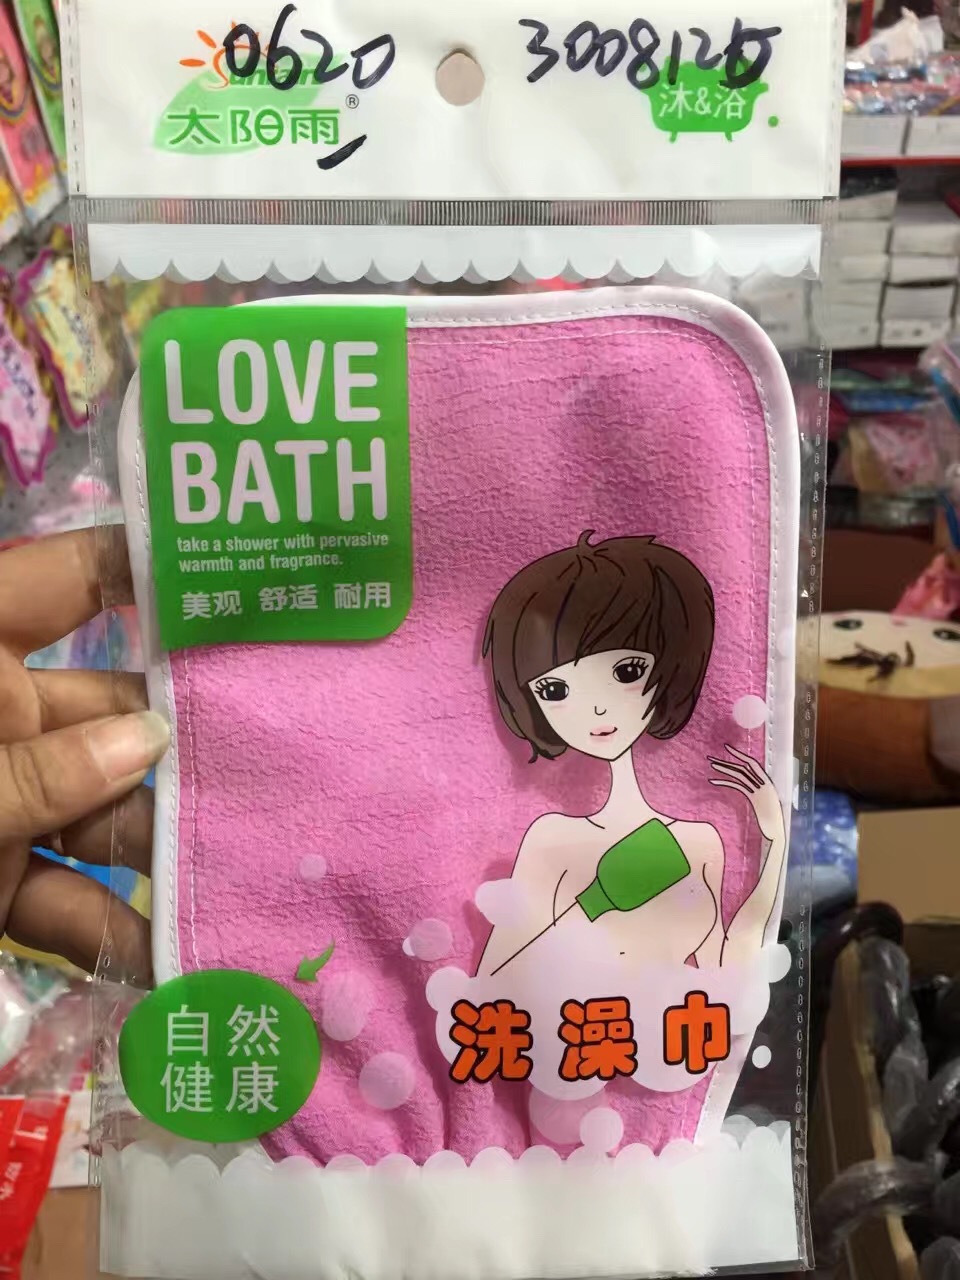 0620
300812
Sunrain
太阳雨®
沐&浴
LOVE
BATH
take a shower with pervasive
warmth and fragrance.
美观 舒适 耐用
自然
健康
洗澡巾